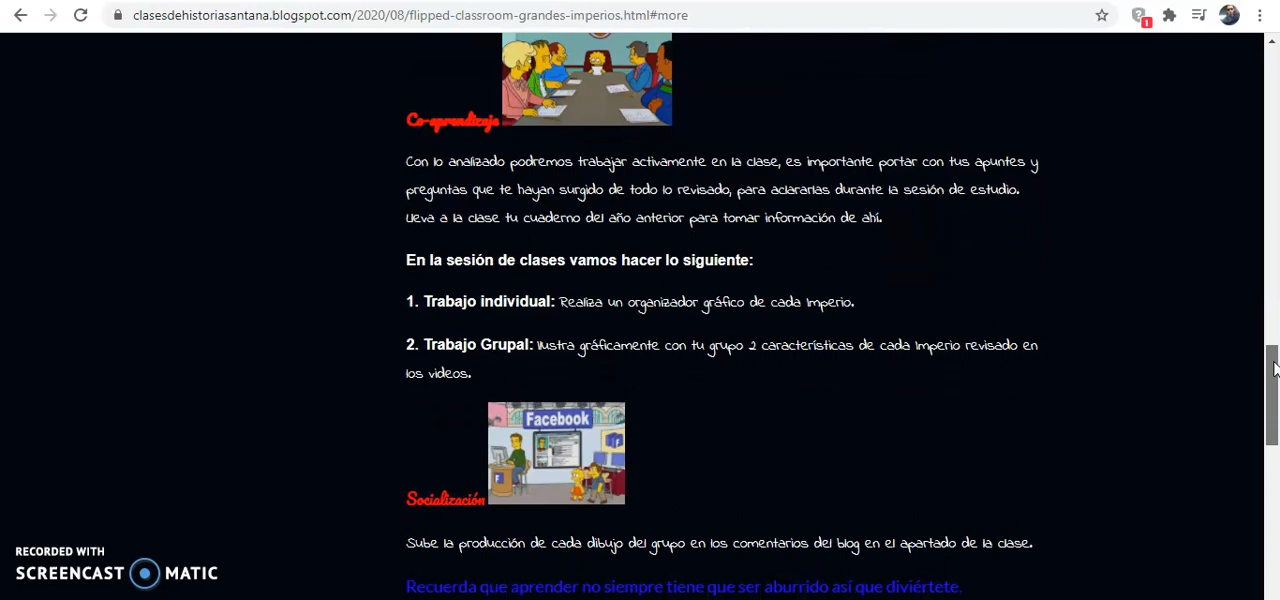 clasesdehistoriasantana.blogspot.com/2020/08/flipped-classroom-grandes-imperios.html#more
1
Co-aprendizaje
Con lo analizado podremos trabajar activamente en la clase, es importante portar con tus apuntes y
preguntas que te hayan surgido de todo lo revisado, para aclararlas durante la sesión de estudio.
Lleva a la clase tu cuaderno del año anterior para tomar información de ahí.
En la sesión de clases vamos hacer lo siguiente:
1. Trabajo individual: Realiza un organizador gráfico de cada Imperio.
2. Trabajo Grupal: Ilustra gráficamente con tu grupo 2 características de cada Imperio revisado en
los videos.
Facebook
Socialización
Sube la producción de cada dibujo del grupo en los comentarios del blog en el apartado de la clase.
RECORDED WITH
SCREENCAST MATIC
Recuerda que aprender no siempre tiene que ser aburrido así que diviértete.